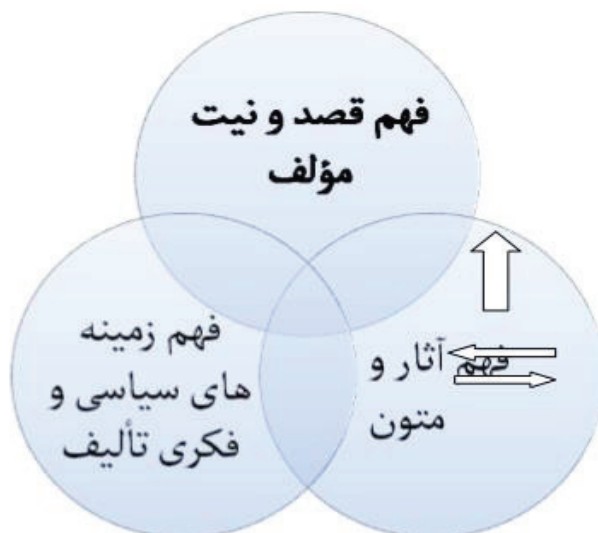 فهم قصد و نیت
مؤلف
فهم زمینه
های سیاسی و
فکری تألیف
فهم آثار و
متون